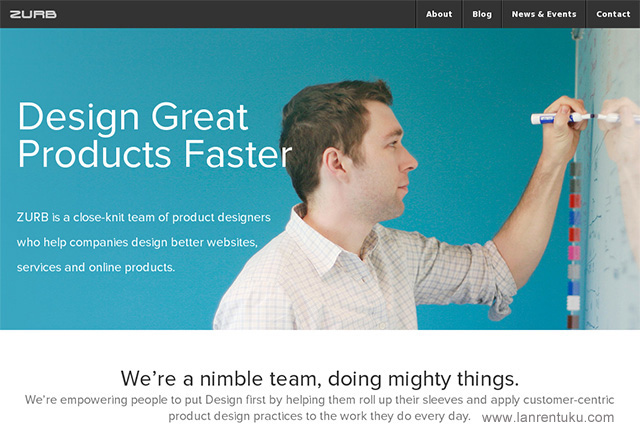 ZURB
About
Blog
News & Events
Contact
Design Great
Products Faster
ZURB is a close-knit team of product designers
who help companies design better websites,
services and online products.
We're a nimble team, doing mighty things.
We're empowering people to put Design first by helping them roll up their sleeves and apply customer-centric
product design practices to the work they do every day.
www.lanrentuku.com